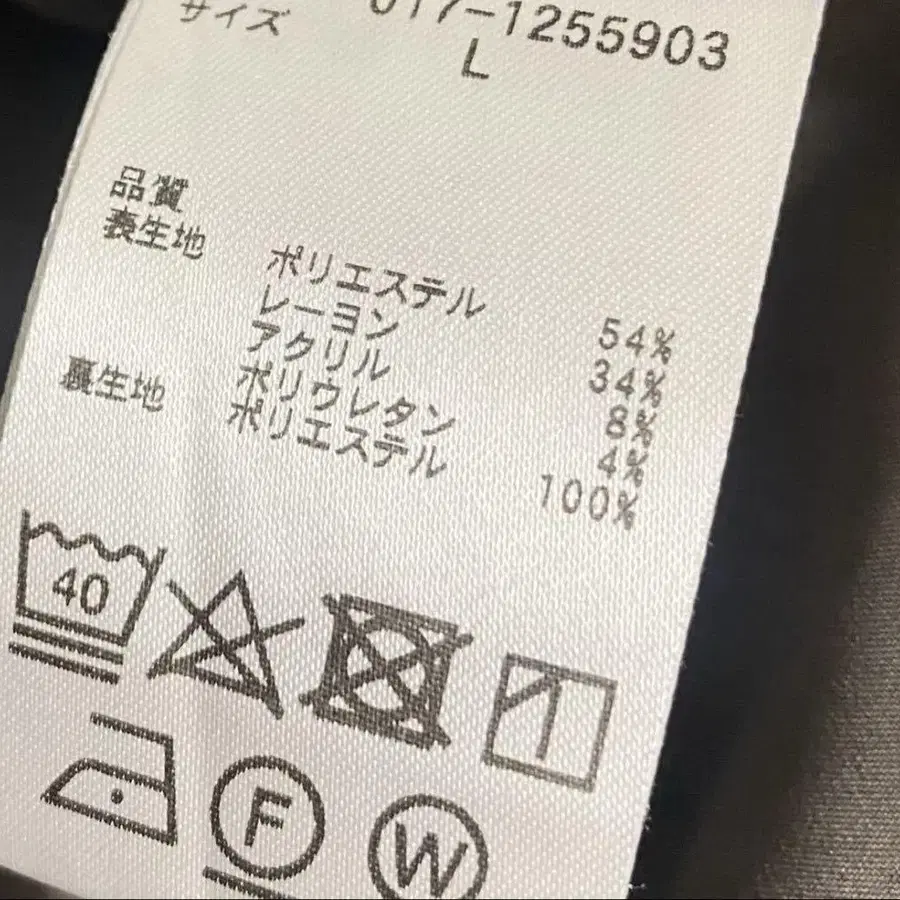 サイズ 017-1255903
L
品質
表生地 ポリエステル 54%
レーヨン 34%
アクリル 8%
ポリウレタン 4%
裏生地 ポリエステル 100%
40
F
W